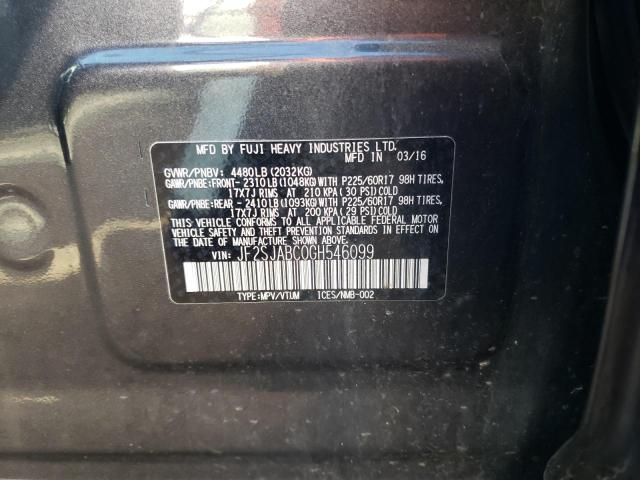 MFD BY FUJI HEAVY INDUSTRIES LTD.
MFD IN 03/16
GVWR/PNBV: 4480LB(2032KG)
GAWR/PNBE:FRONT- 2310LB(1048KG)WITH P225/60R17 98H TIRES,
17X7J RIMS AT 210 KPA(30 PSI)COLD
GAWR/PNBE:REAR - 2410LB(1093KG)WITH P225/60R17 98H TIRES,
17X7J RIMS AT 200 KPA(29 PSI)COLD
THIS VEHICLE CONFORMS TO ALL APPLICABLE FEDERAL MOTOR
VEHICLE SAFETY AND THEFT PREVENTION STANDARDS IN EFFECT ON
THE DATE OF MANUFACTURE SHOWN ABOVE.
VIN: JF2SJABC0GH546099
TYPE:MPV/VTUM ICES/NMB-002